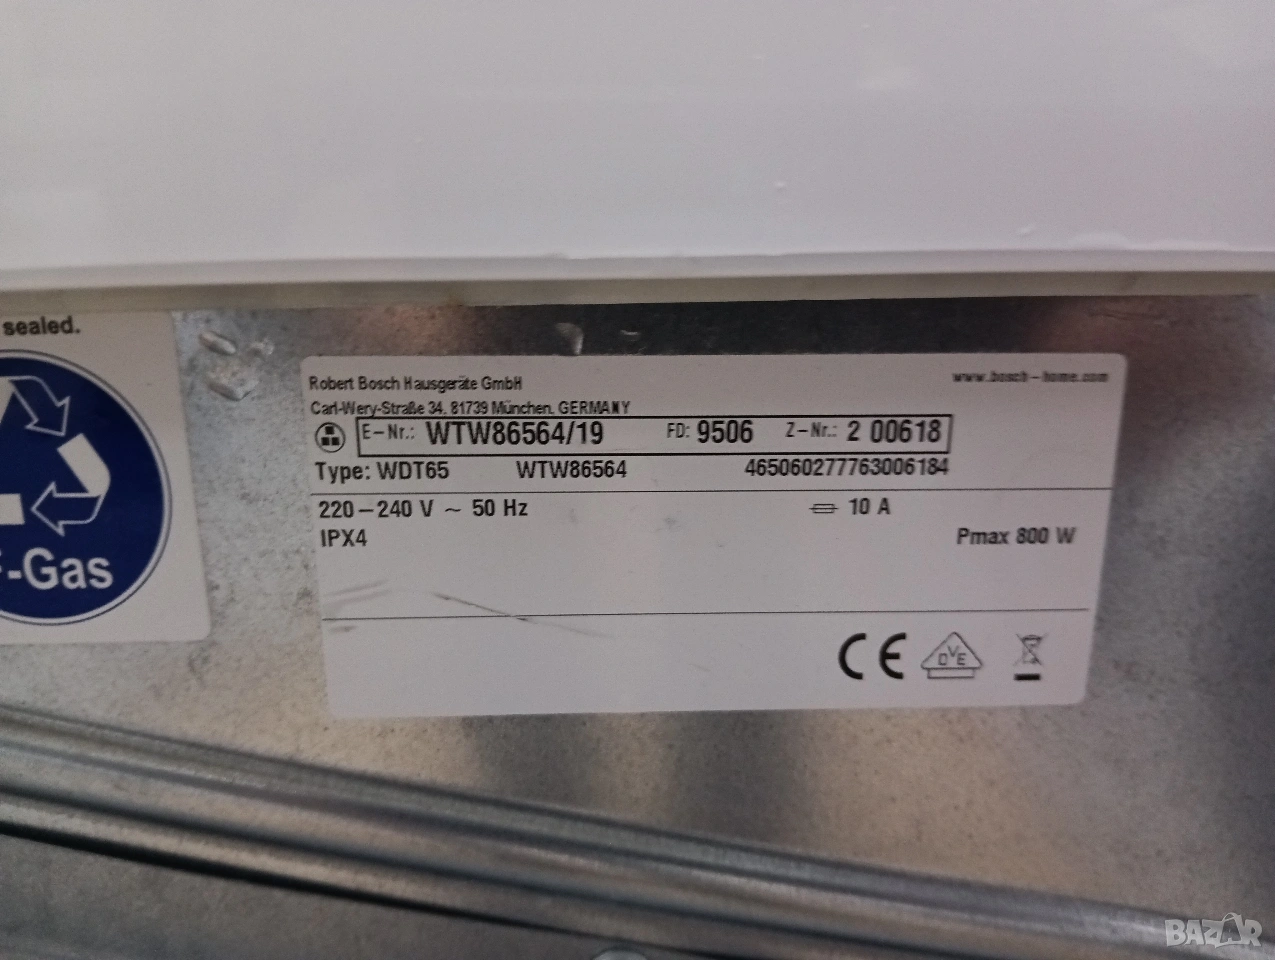 sealed.
-Gas
Robert Bosch Hausgeräte GmbH www.bosch-home.com
Carl-Wery-Straße 34, 81739 München, GERMANY
E-Nr.: WTW86564/19 FD: 9506 Z-Nr.: 2 00618
Type: WDT65 WTW86564 465060277763006184
220-240 V ~ 50 Hz 10 A
IPX4 Pmax 800 W
CE DVE
BAZAR